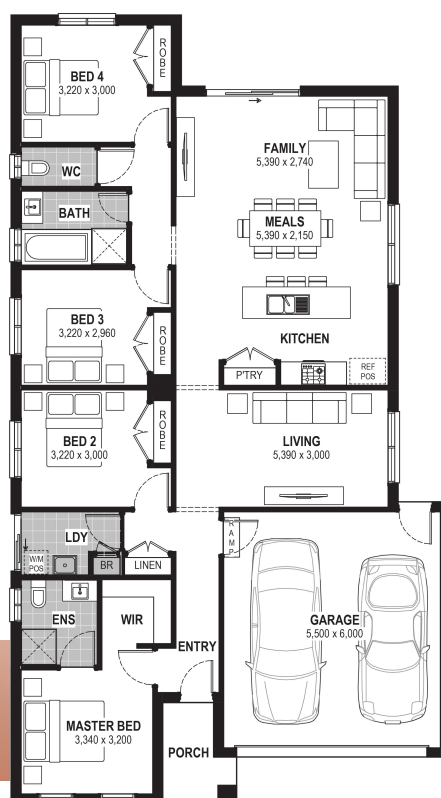 BED 4
3,220 x 3,000
ROBE
WC
BATH
FAMILY
5,390 x 2,740
MEALS
5,390 x 2,150
BED 3
3,220 x 2,960
ROBE
KITCHEN
P'TRY
REF
POS
BED 2
3,220 x 3,000
ROBE
LIVING
5,390 x 3,000
LDY
W/M
POS
BR
LINEN
RAMP
ENS
WIR
ENTRY
GARAGE
5,500 x 6,000
MASTER BED
3,340 x 3,200
PORCH